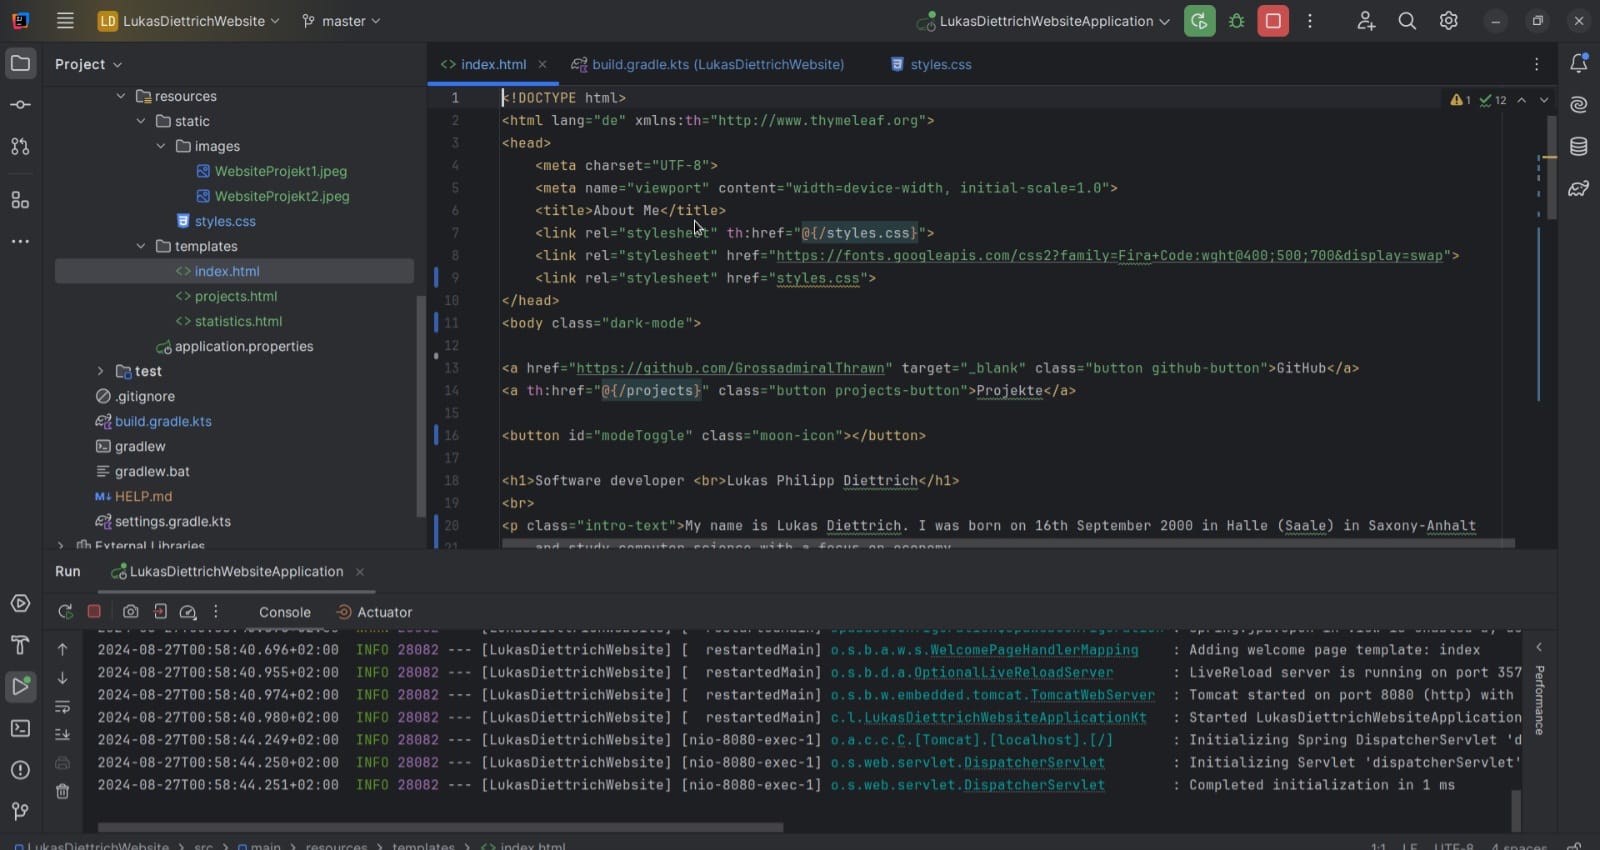 LD LukasDiettrichWebsite
master
LukasDiettrichWebsiteApplication
Project
resources
static
images
WebsiteProjekt1.jpeg
WebsiteProjekt2.jpeg
styles.css
templates
index.html
projects.html
statistics.html
application.properties
test
.gitignore
build.gradle.kts
gradlew
gradlew.bat
M↓ HELP.md
settings.gradle.kts
External Libraries
<> index.html
build.gradle.kts (LukasDiettrichWebsite)
styles.css
1 12
1 <!DOCTYPE html>
2 <html lang="de" xmlns:th="http://www.thymeleaf.org">
3 <head>
4 <meta charset="UTF-8">
5 <meta name="viewport" content="width=device-width, initial-scale=1.0">
6 <title>About Me</title>
7 <link rel="stylesheet" th:href="@{/styles.css}">
8 <link rel="stylesheet" href="https://fonts.googleapis.com/css2?family=Fira+Code:wght@400;500;700&display=swap">
9 <link rel="stylesheet" href="styles.css">
10 </head>
11 <body class="dark-mode">
12
13 <a href="https://github.com/GrossadmiralThrawn" target="_blank" class="button github-button">GitHub</a>
14 <a th:href="@{/projects}" class="button projects-button">Projekte</a>
15
16 <button id="modeToggle" class="moon-icon"></button>
17
18 <h1>Software developer <br>Lukas Philipp Diettrich</h1>
19 <br>
20 <p class="intro-text">My name is Lukas Diettrich. I was born on 16th September 2000 in Halle (Saale) in Saxony-Anhalt
21 and study computer science with a focus on economy
Run
LukasDiettrichWebsiteApplication
Console
Actuator
2024-08-27T00:58:40.696+02:00 INFO 28082 --- [LukasDiettrichWebsite] [ restartedMain] o.s.b.a.w.s.WelcomePageHandlerMapping : Adding welcome page template: index
2024-08-27T00:58:40.955+02:00 INFO 28082 --- [LukasDiettrichWebsite] [ restartedMain] o.s.b.d.a.OptionalLiveReloadServer : LiveReload server is running on port 357
2024-08-27T00:58:40.974+02:00 INFO 28082 --- [LukasDiettrichWebsite] [ restartedMain] o.s.b.w.embedded.tomcat.TomcatWebServer : Tomcat started on port 8080 (http) with
2024-08-27T00:58:40.980+02:00 INFO 28082 --- [LukasDiettrichWebsite] [ restartedMain] c.l.LukasDiettrichWebsiteApplicationKt : Started LukasDiettrichWebsiteApplication
2024-08-27T00:58:44.249+02:00 INFO 28082 --- [LukasDiettrichWebsite] [nio-8080-exec-1] o.a.c.c.C.[Tomcat].[localhost].[/] : Initializing Spring DispatcherServlet 'd
2024-08-27T00:58:44.250+02:00 INFO 28082 --- [LukasDiettrichWebsite] [nio-8080-exec-1] o.s.web.servlet.DispatcherServlet : Initializing Servlet 'dispatcherServlet'
2024-08-27T00:58:44.251+02:00 INFO 28082 --- [LukasDiettrichWebsite] [nio-8080-exec-1] o.s.web.servlet.DispatcherServlet : Completed initialization in 1 ms
Performance
LukasDiettrichWebsite > src > main > resources > templates > <> index.html
1:1 LF UTF-8 4 spaces